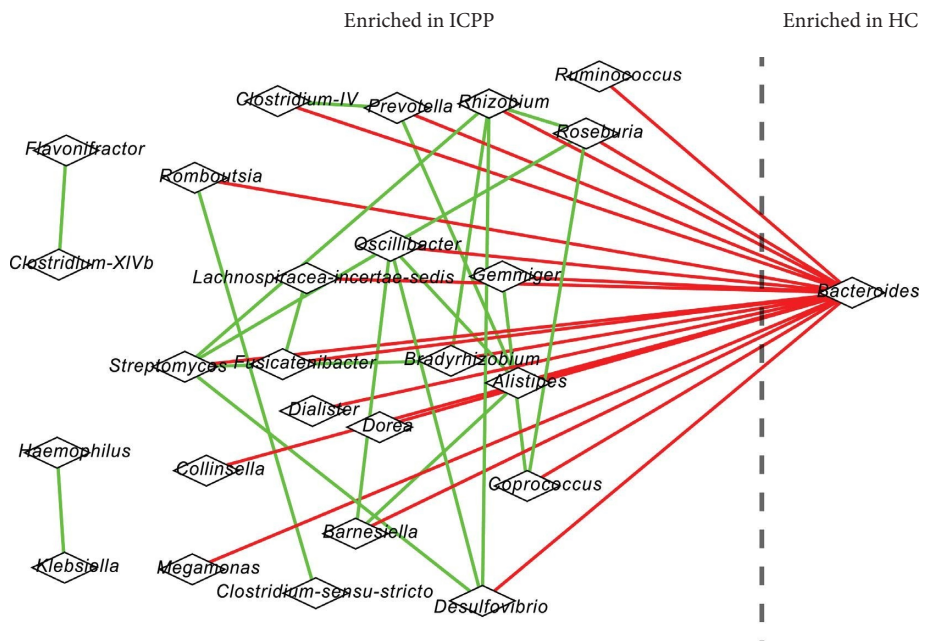 Enriched in ICPP
Enriched in HC
Ruminococcus
Clostridium-IV
Prevotella
Rhizobium
Roseburia
Flavonifractor
Romboutsia
Oscillibacter
Clostridium-XIVb
Lachnospiracea-incertae-sedis
Gemmiger
Bacteroides
Streptomyces
Fusicatenibacter
Bradyrhizobium
Alistipes
Dialister
Dorea
Haemophilus
Collinsella
Coprococcus
Barnesiella
Klebsiella
Megamonas
Clostridium-sensu-stricto
Desulfovibrio